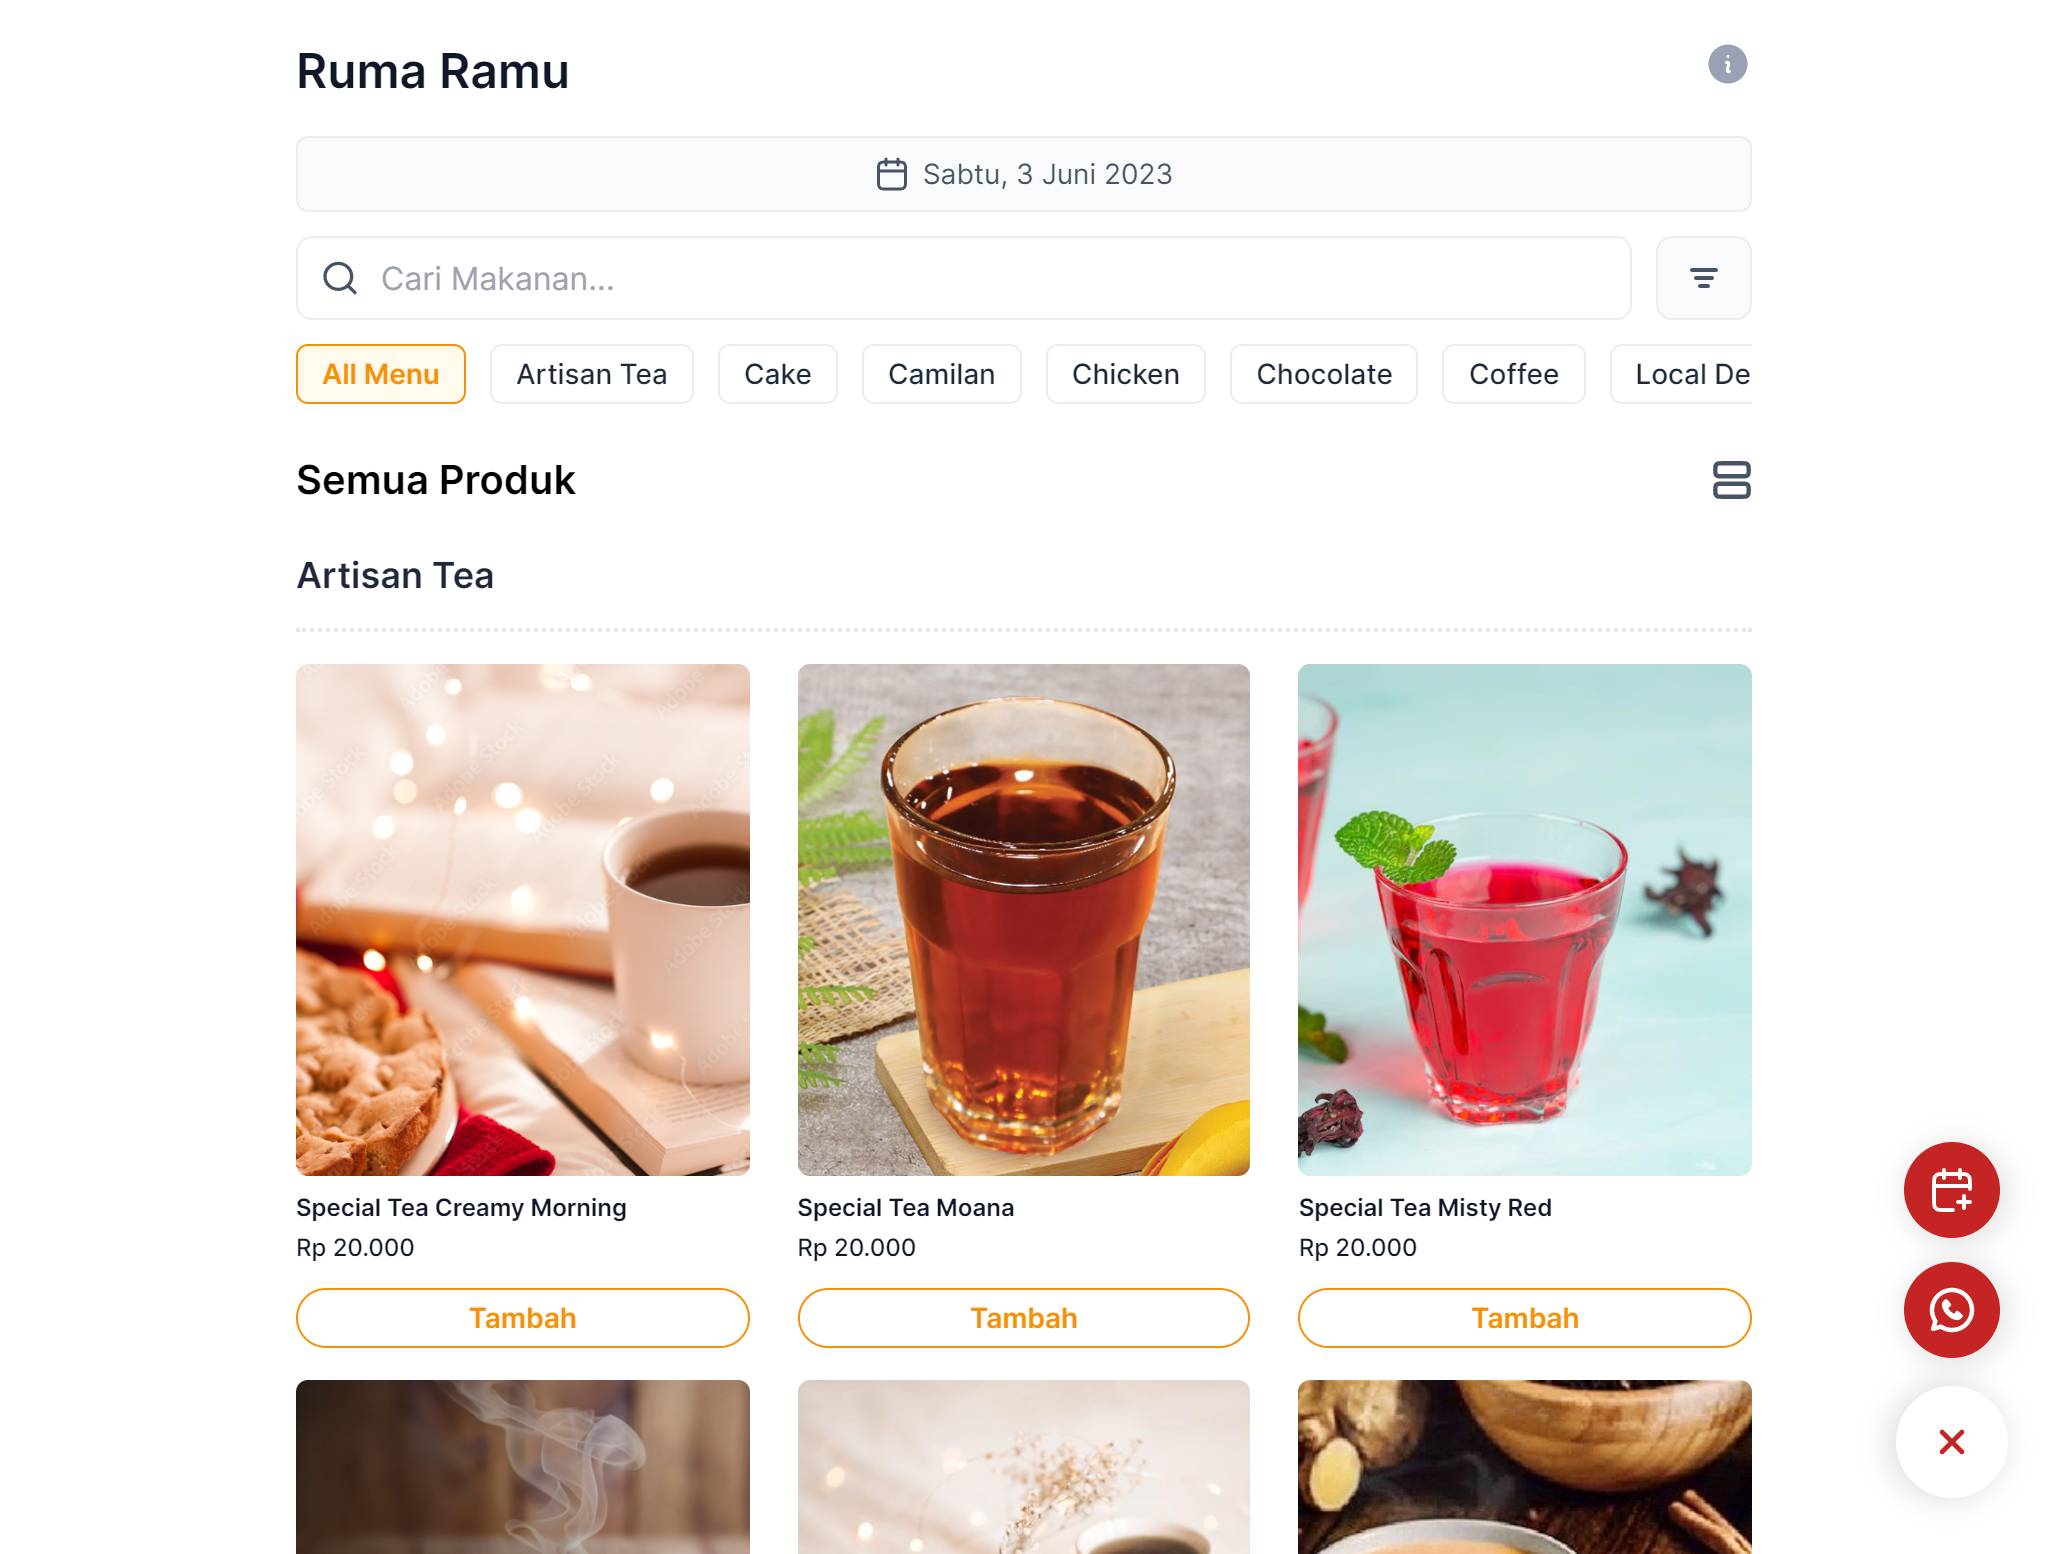 Ruma Ramu
Sabtu, 3 Juni 2023
Cari Makanan...
All Menu
Artisan Tea
Cake
Camilan
Chicken
Chocolate
Coffee
Local De
Semua Produk
Artisan Tea
Special Tea Creamy Morning
Special Tea Moana
Special Tea Misty Red
Rp 20.000
Rp 20.000
Rp 20.000
Tambah
Tambah
Tambah